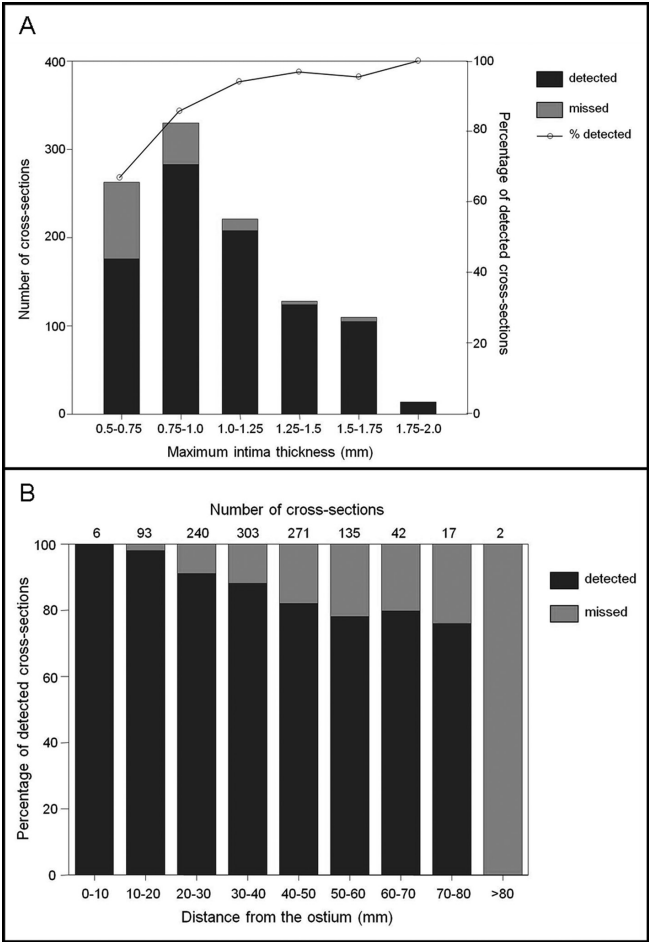 A
400
300
200
100
0
Number of cross-sections
100
80
60
40
20
0
Percentage of detected cross-sections
detected
missed
% detected
0.5-0.75 0.75-1.0 1.0-1.25 1.25-1.5 1.5-1.75 1.75-2.0
Maximum intima thickness (mm)
B
Number of cross-sections
6 93 240 303 271 135 42 17 2
100
80
60
40
20
0
Percentage of detected cross-sections
detected
missed
0-10 10-20 20-30 30-40 40-50 50-60 60-70 70-80 >80
Distance from the ostium (mm)